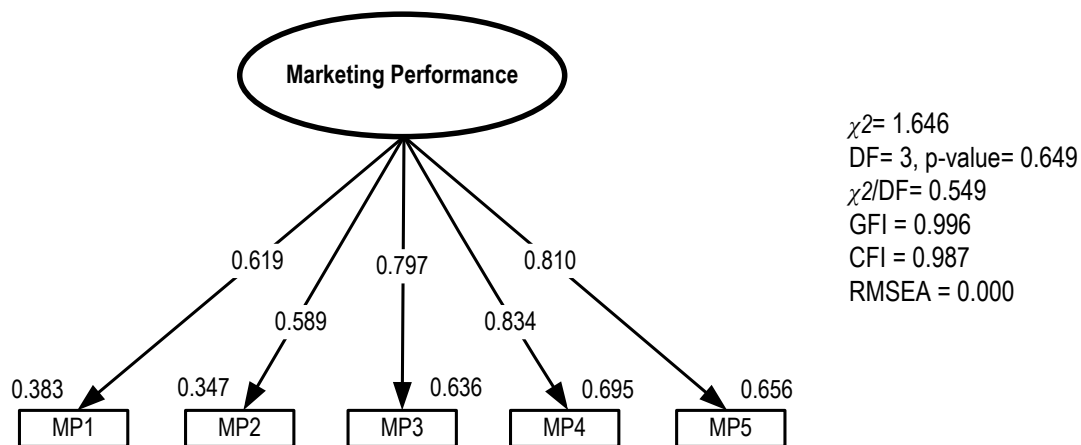 Marketing Performance
χ2= 1.646
DF= 3, p-value= 0.649
χ2/DF= 0.549
GFI = 0.996
CFI = 0.987
RMSEA = 0.000
0.619
0.797
0.810
0.589
0.834
0.383
0.347
0.636
0.695
0.656
MP1
MP2
MP3
MP4
MP5